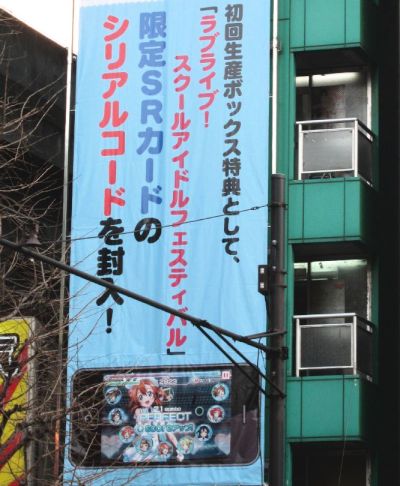 初回生産ボックス特典として、
「ラブライブ！
スクールアイドルフェスティバル」
限定SRカードの
シリアルコードを封入！
PERFECT